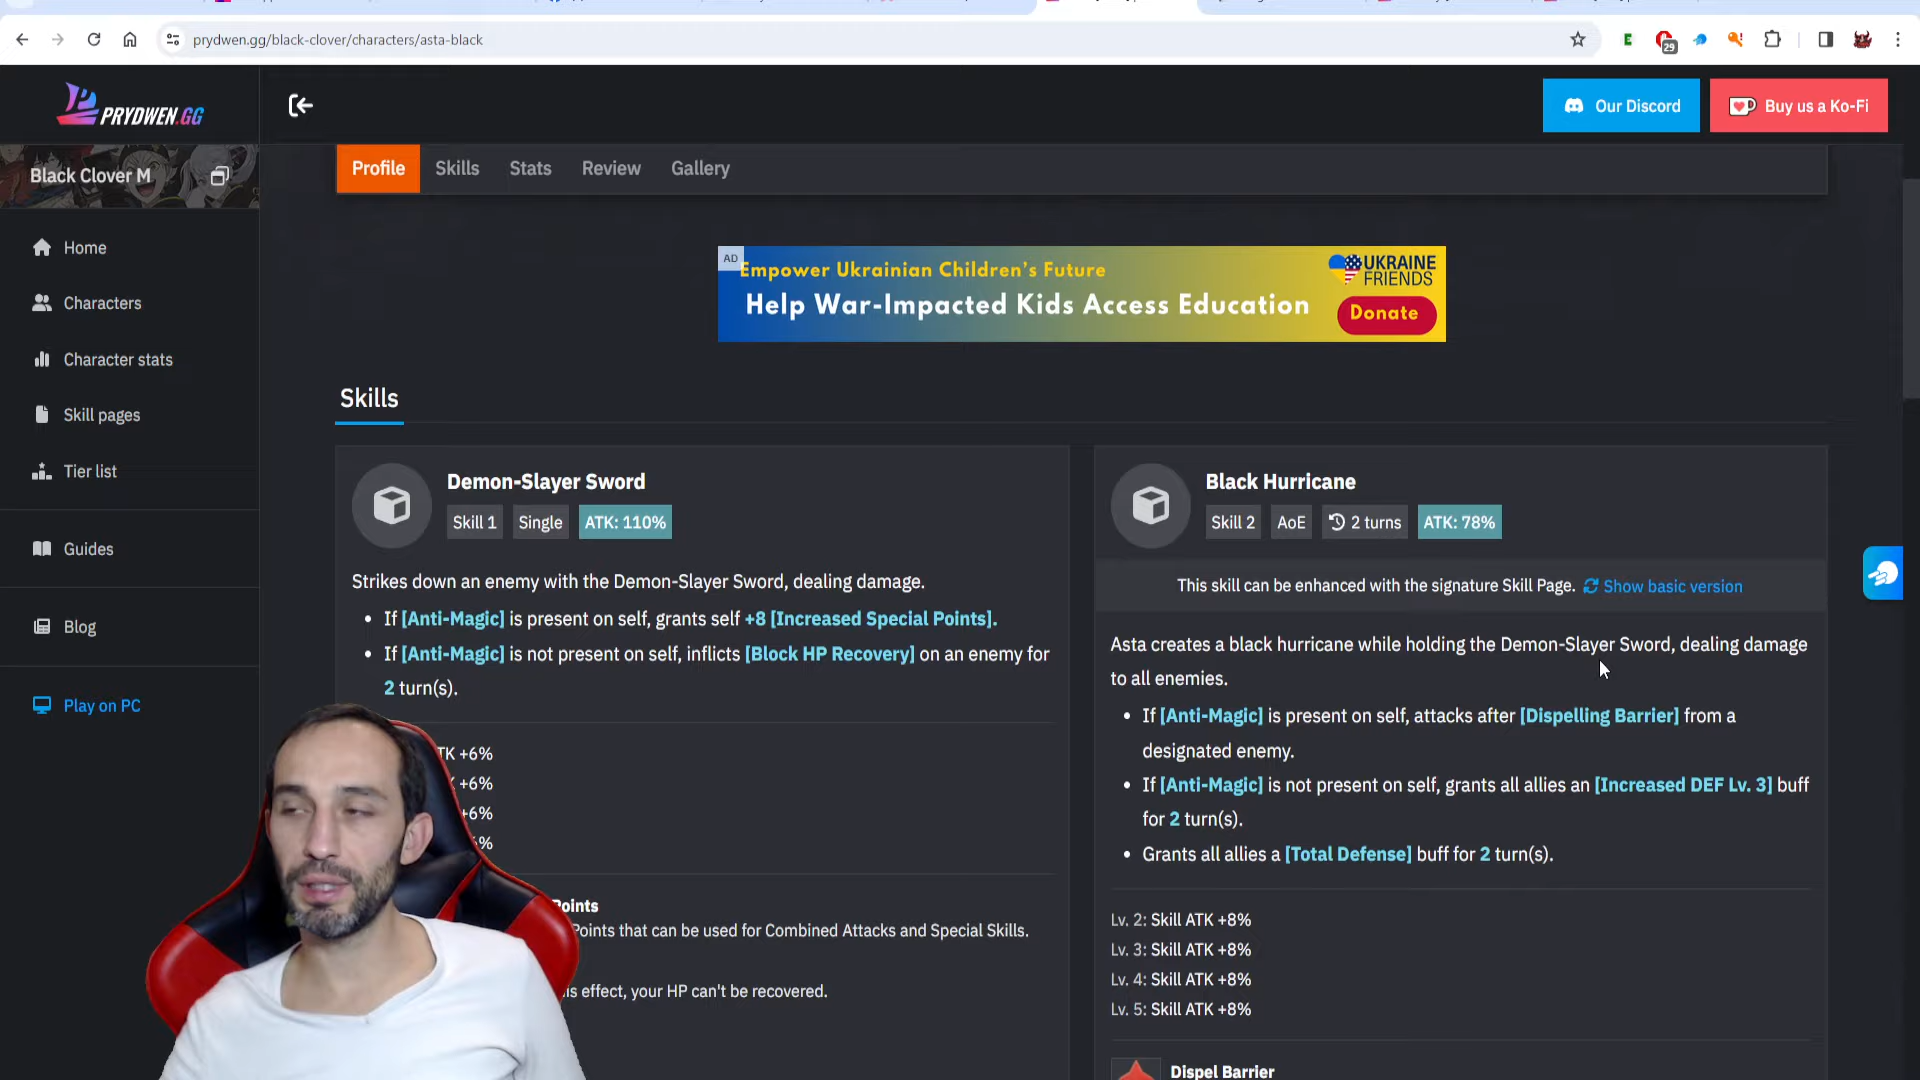 prydwen.gg/black-clover/characters/asta-black
29
PRYDWEN.GG
Our Discord
Buy us a Ko-Fi
Black Clover M
Home
Characters
Character stats
Skill pages
Tier list
Guides
Blog
Play on PC
Profile
Skills
Stats
Review
Gallery
AD
Empower Ukrainian Children's Future
Help War-Impacted Kids Access Education
UKRAINE
FRIENDS
Donate
Skills
Demon-Slayer Sword
Skill 1
Single
ATK: 110%
Strikes down an enemy with the Demon-Slayer Sword, dealing damage.
• If [Anti-Magic] is present on self, grants self +8 [Increased Special Points].
• If [Anti-Magic] is not present on self, inflicts [Block HP Recovery] on an enemy for
2 turn(s).
+6%
+6%
+6%
Points
Points that can be used for Combined Attacks and Special Skills.
effect, your HP can't be recovered.
Black Hurricane
Skill 2
AoE
2 turns
ATK: 78%
This skill can be enhanced with the signature Skill Page. Show basic version
Asta creates a black hurricane while holding the Demon-Slayer Sword, dealing damage
to all enemies.
• If [Anti-Magic] is present on self, attacks after [Dispelling Barrier] from a
designated enemy.
• If [Anti-Magic] is not present on self, grants all allies an [Increased DEF Lv. 3] buff
for 2 turn(s).
• Grants all allies a [Total Defense] buff for 2 turn(s).
Lv. 2: Skill ATK +8%
Lv. 3: Skill ATK +8%
Lv. 4: Skill ATK +8%
Lv. 5: Skill ATK +8%
Dispel Barrier